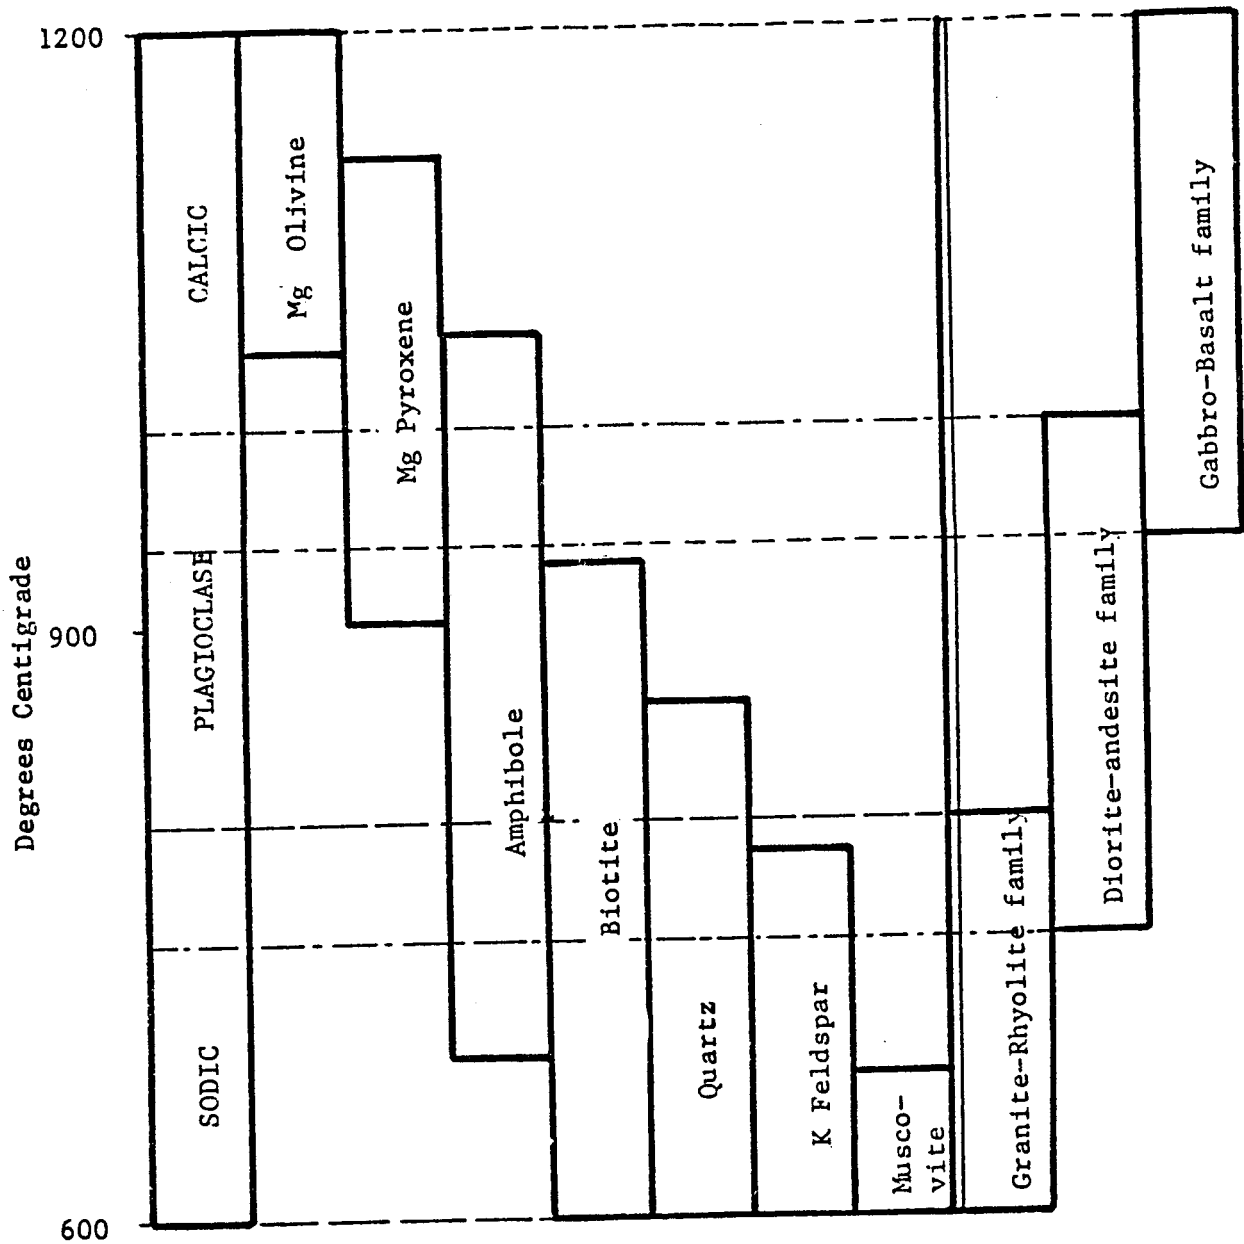 1200
900
600
Degrees Centigrade
CALCIC
PLAGIOCLASE
SODIC
Mg Olivine
Mg Pyroxene
Amphibole
Biotite
Quartz
K Feldspar
Musco-
vite
Granite-Rhyolite family
Diorite-andesite family
Gabbro-Basalt family